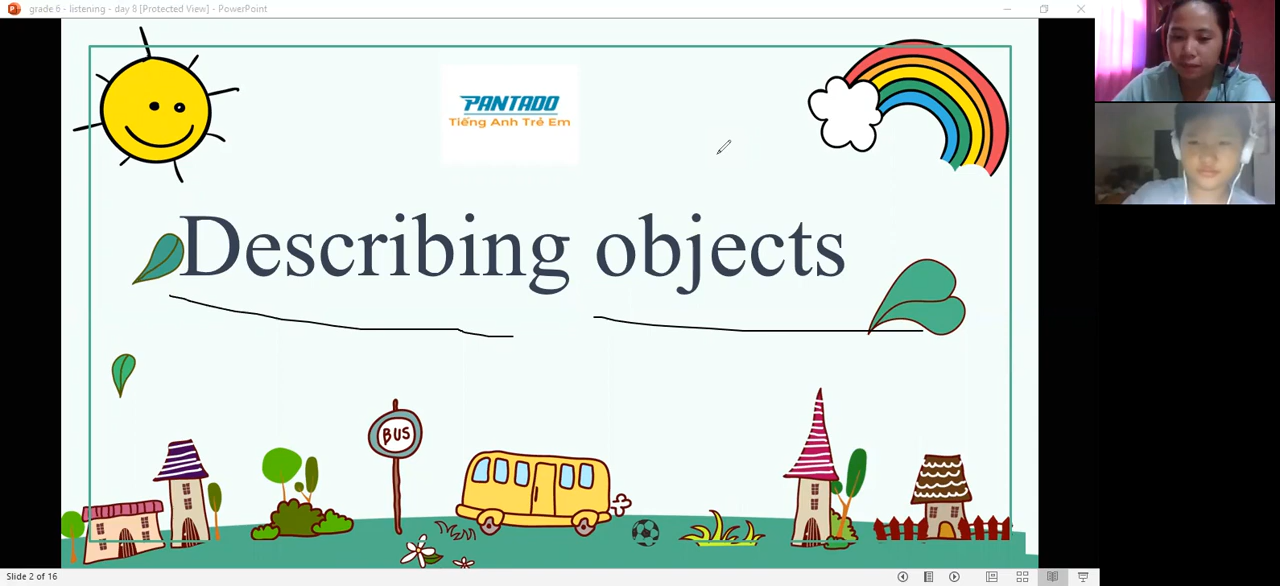 grade 6 - listening - day 8 [Protected View] - PowerPoint
PANTADO
Tiếng Anh Trẻ Em
Describing objects
BUS
Slide 2 of 16